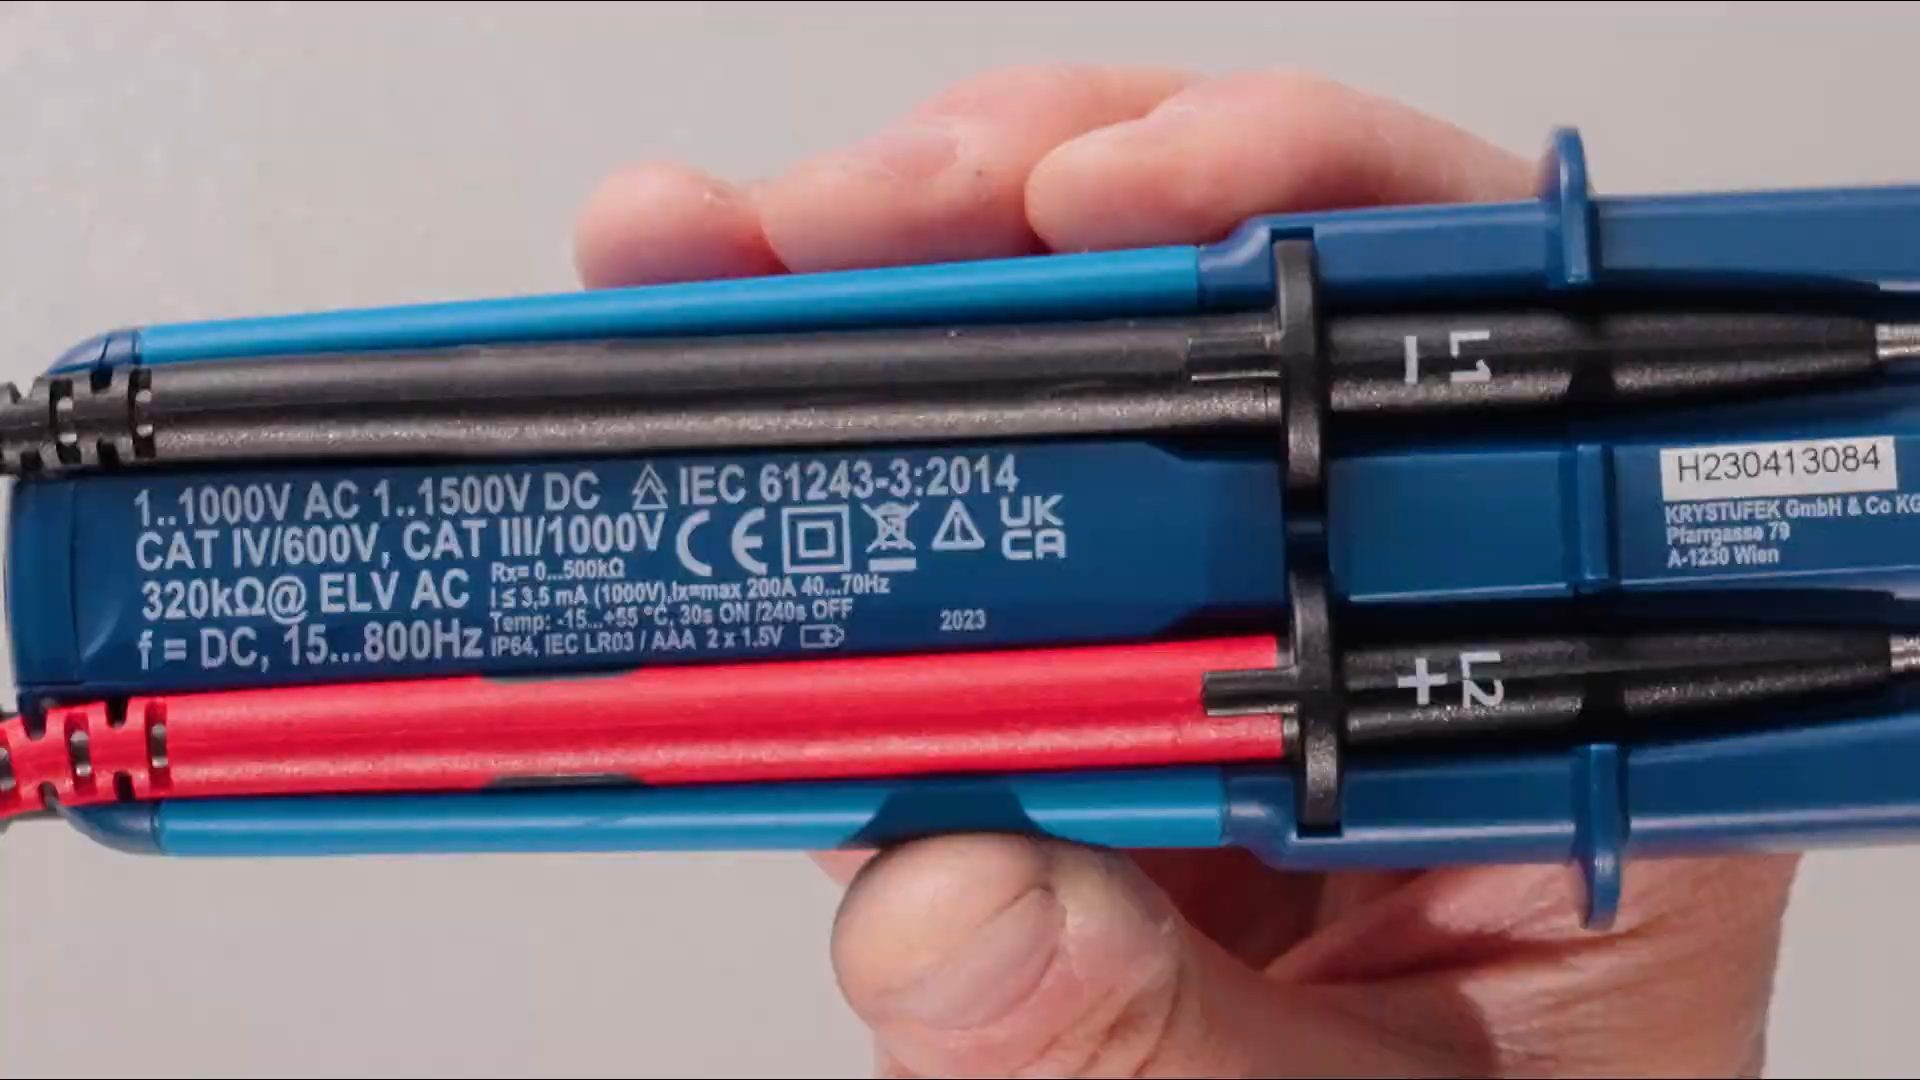 L1
−
1..1000V AC 1..1500V DC IEC 61243-3:2014
CAT IV/600V, CAT III/1000V CE UK CA
320kΩ@ ELV AC
f = DC, 15...800Hz
Rx= 0...500kΩ
I ≤ 3,5 mA (1000V),Ix=max 200A 40...70Hz
Temp: -15...+55 °C, 30s ON /240s OFF
IP64, IEC LR03 / AAA 2 x 1.5V
2023
H230413084
KRYSTUFEK GmbH & Co KG
Pfarrgasse 79
A-1230 Wien
L2
+